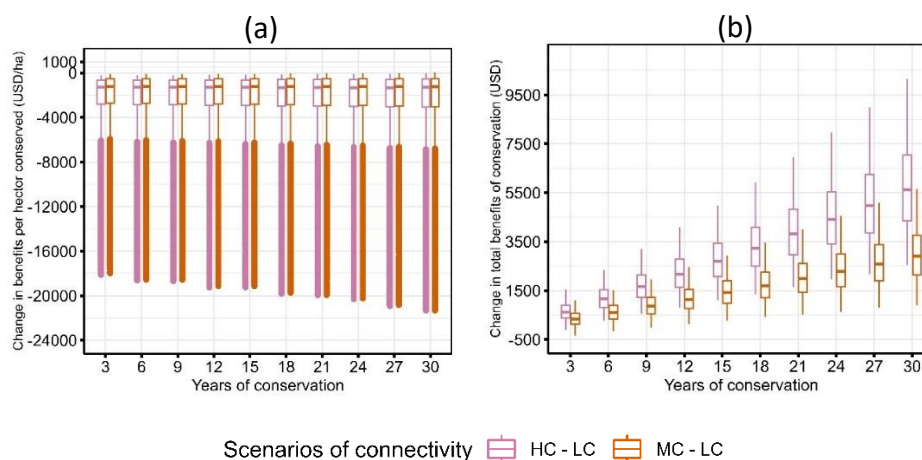 (a)
(b)
Change in benefits per hector conserved (USD/ha)
1000
0
-4000
-8000
-12000
-16000
-20000
-24000
3 6 9 12 15 18 21 24 27 30
Years of conservation
Change in total benefits of conservation (USD)
9500
7500
5500
3500
1500
-500
3 6 9 12 15 18 21 24 27 30
Years of conservation
Scenarios of connectivity HC - LC MC - LC